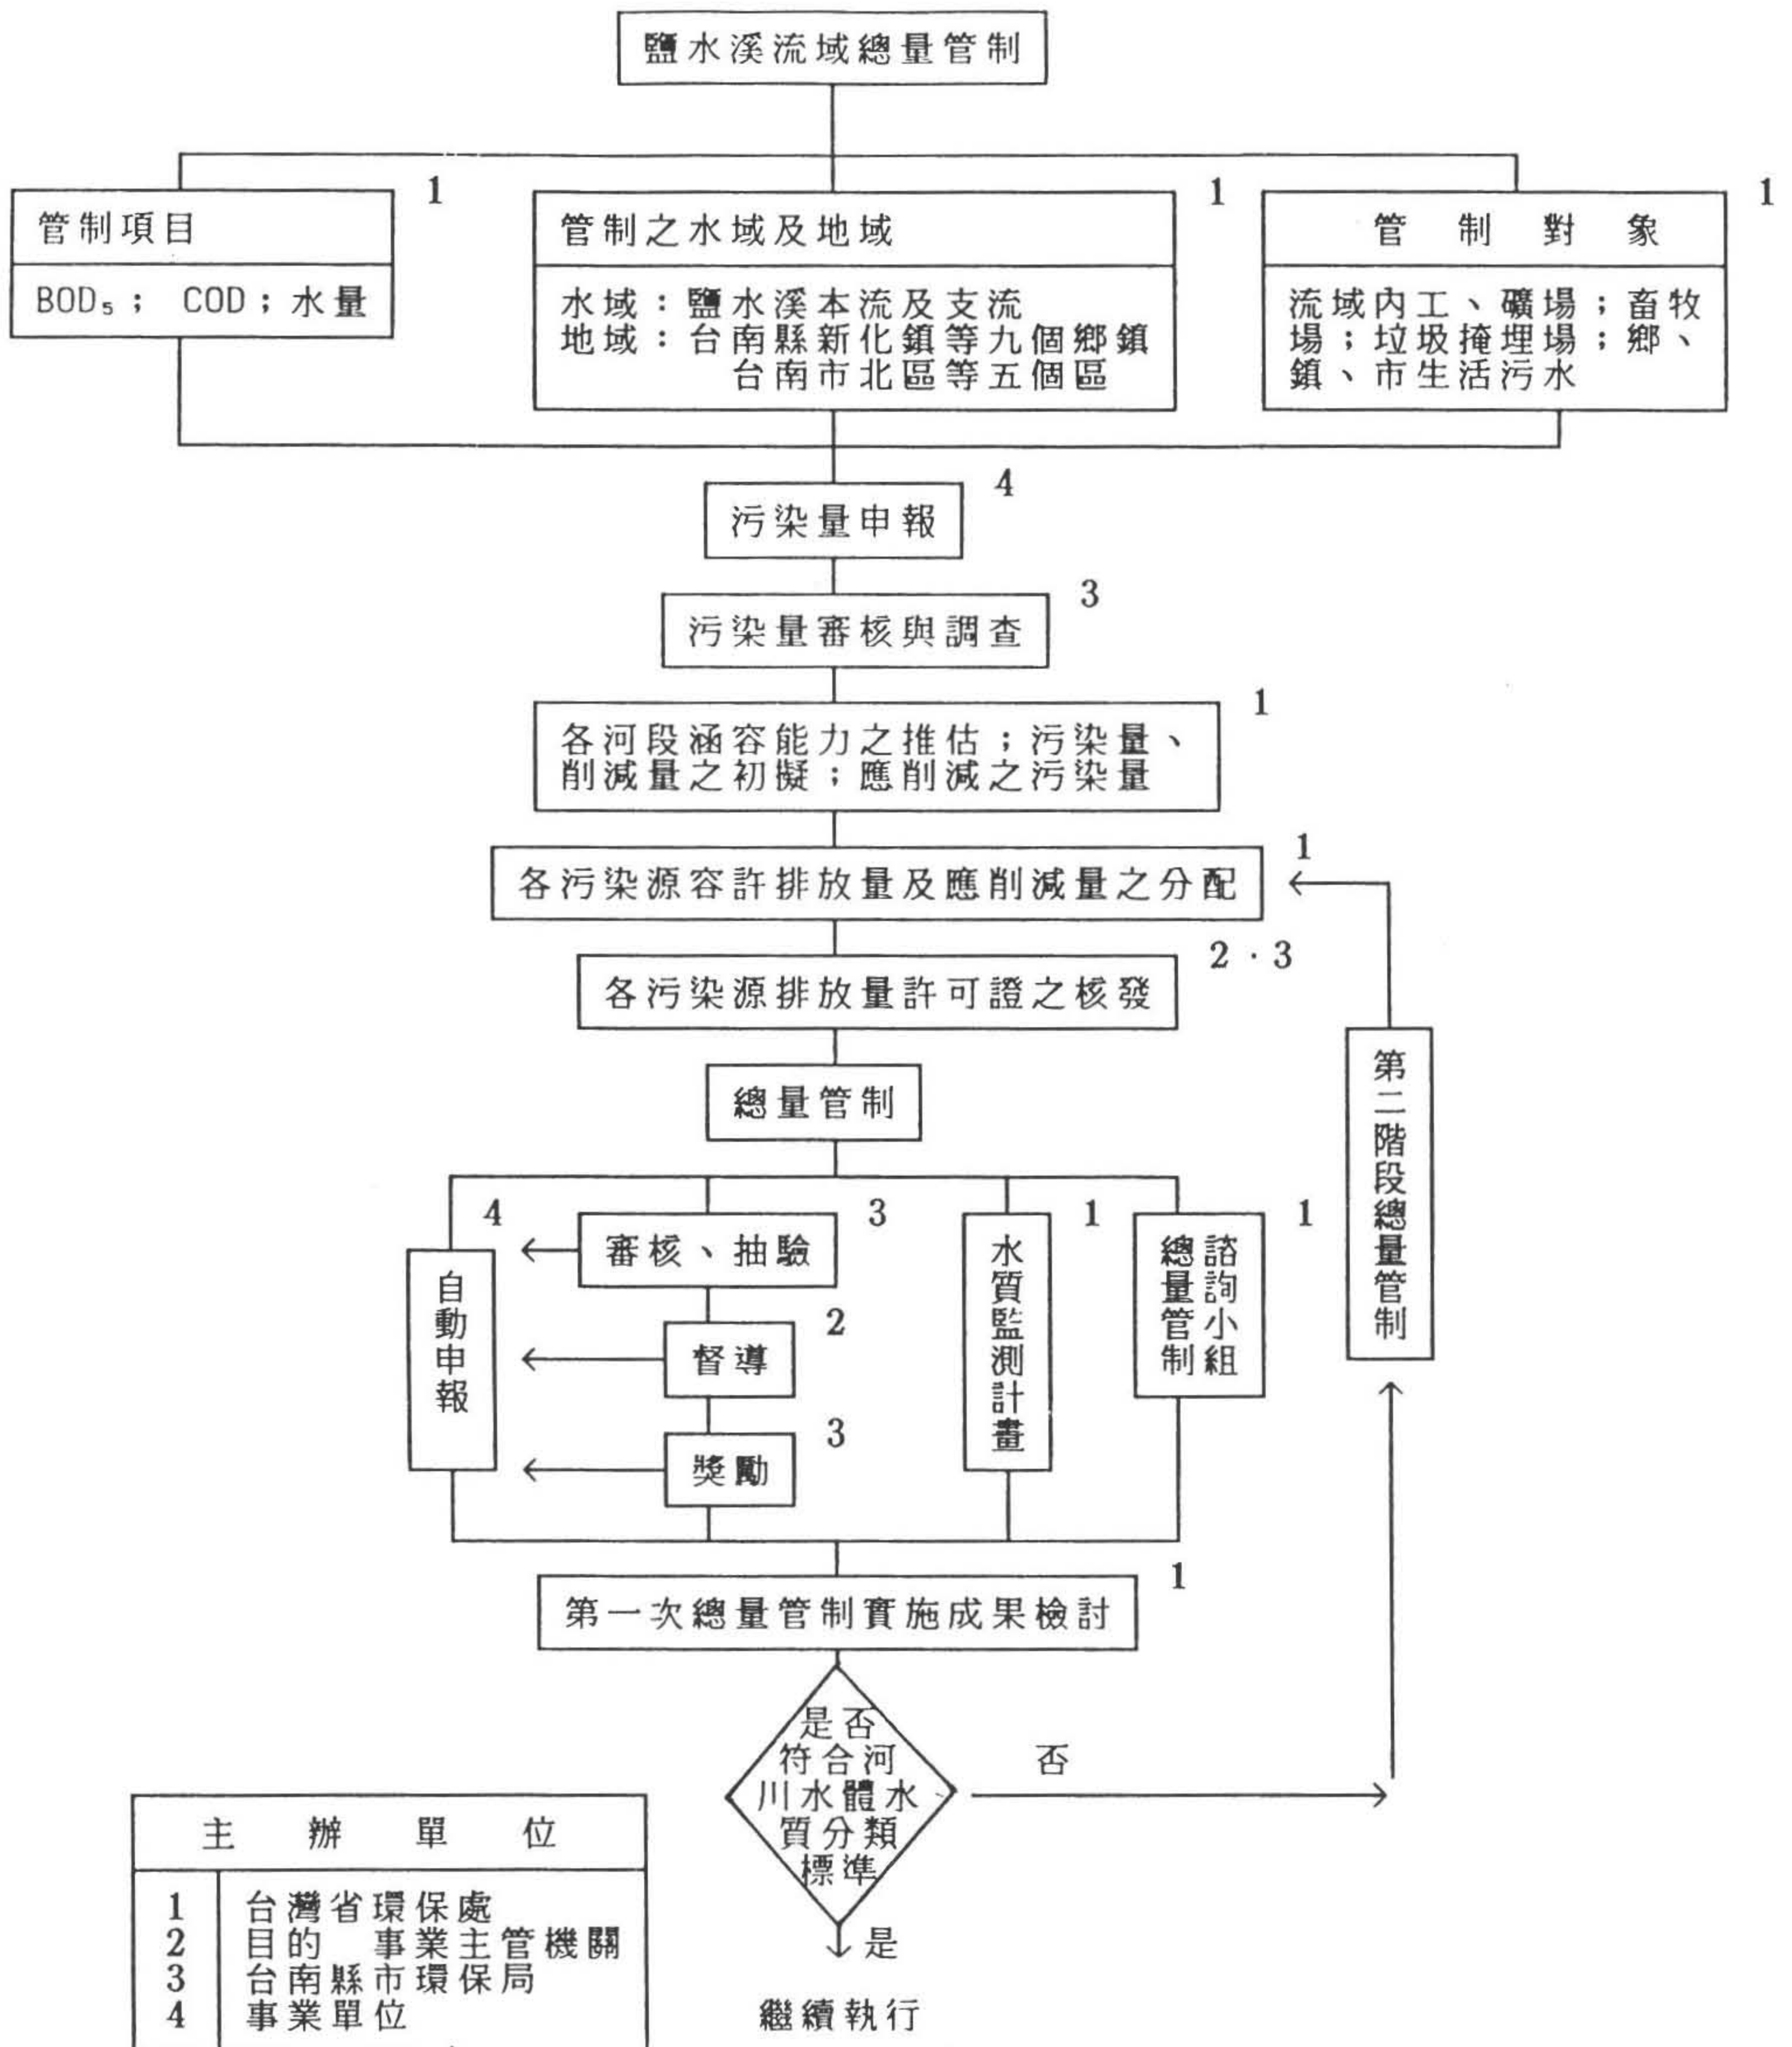 鹽水溪流域總量管制
1
管制項目
BOD₅； COD；水量
1
管制之水域及地域
水域：鹽水溪本流及支流
地域：台南縣新化鎮等九個鄉鎮
台南市北區等五個區
1
管制對象
流域內工、礦場；畜牧
場；垃圾掩埋場；鄉、
鎮、市生活污水
4
污染量申報
3
污染量審核與調查
1
各河段涵容能力之推估；污染量、
削減量之初擬；應削減之污染量
1
各污染源容許排放量及應削減量之分配
2．3
各污染源排放量許可證之核發
總量管制
第二階段總量管制
4
自動申報
3
審核、抽驗
2
督導
3
獎勵
1
水質監測計畫
1
總量管制
諮詢小組
1
第一次總量管制實施成果檢討
是否
符合河
川水體水
質分類
標準
否
是
繼續執行
主辦單位
1 台灣省環保處
2 目的 事業主管機關
3 台南縣市環保局
4 事業單位